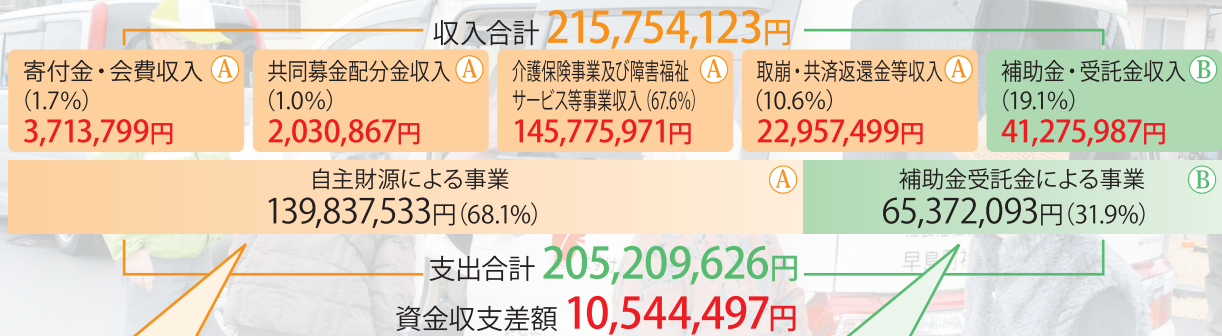 収入合計 215,754,123円
寄付金・会費収入 Ⓐ
(1.7%)
3,713,799円
共同募金配分金収入 Ⓐ
(1.0%)
2,030,867円
介護保険事業及び障害福祉 Ⓐ
サービス等事業収入(67.6%)
145,775,971円
取崩・共済返還金等収入 Ⓐ
(10.6%)
22,957,499円
補助金・受託金収入 Ⓑ
(19.1%)
41,275,987円
自主財源による事業 Ⓐ
139,837,533円(68.1%)
補助金受託金による事業 Ⓑ
65,372,093円(31.9%)
支出合計 205,209,626円
資金収支差額 10,544,497円